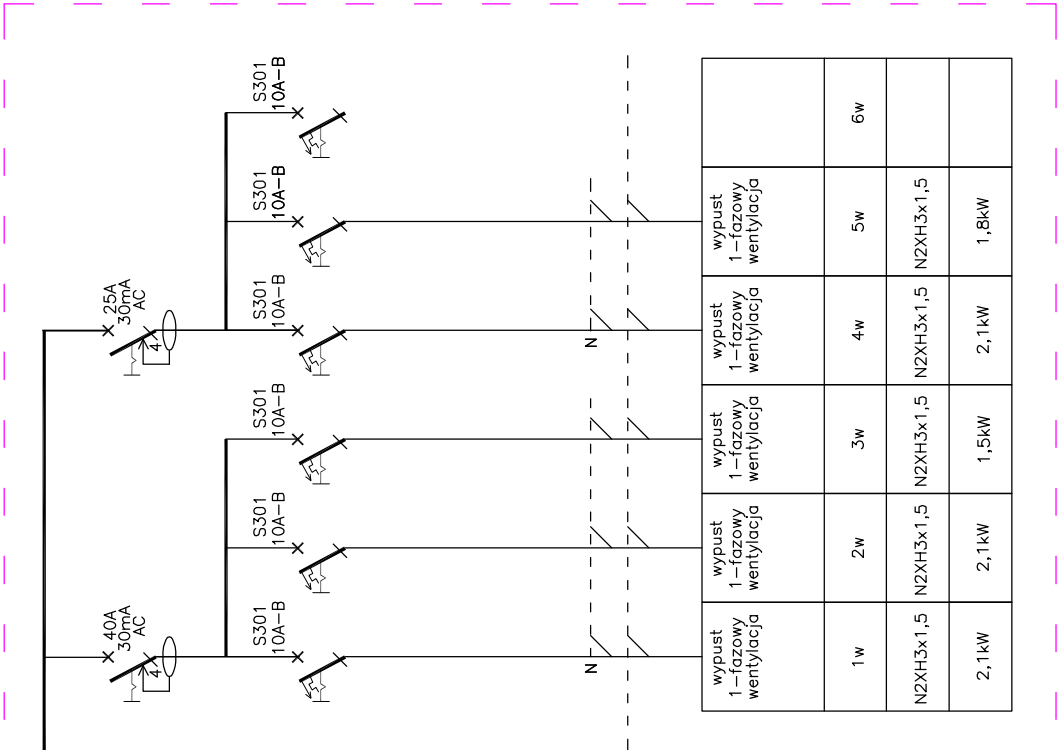 40A
30mA
AC
4
25A
30mA
AC
4
S301
10A-B
S301
10A-B
S301
10A-B
S301
10A-B
S301
10A-B
S301
10A-B
N
N
wypust
1-fazowy
wentylacja
wypust
1-fazowy
wentylacja
wypust
1-fazowy
wentylacja
wypust
1-fazowy
wentylacja
wypust
1-fazowy
wentylacja
1w
2w
3w
4w
5w
6w
N2XH3x1,5
N2XH3x1,5
N2XH3x1,5
N2XH3x1,5
N2XH3x1,5
2,1kW
2,1kW
1,5kW
2,1kW
1,8kW